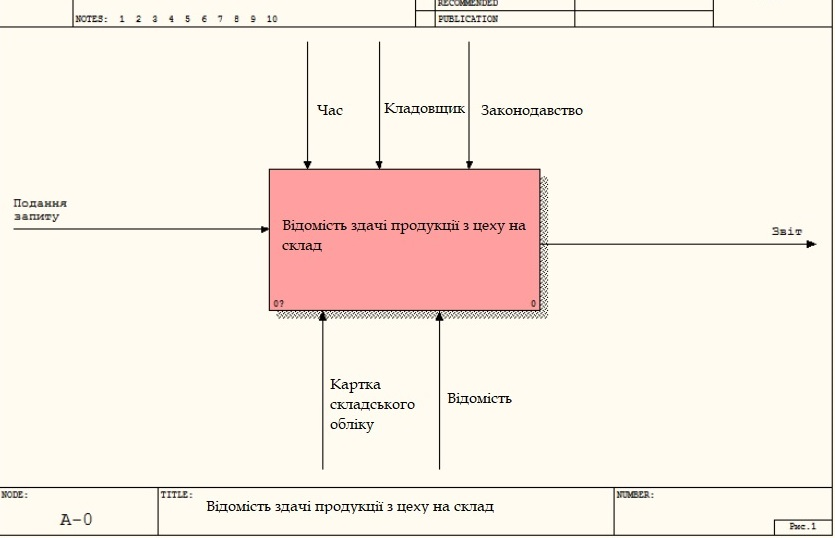 RECOMMENDED
NOTES: 1 2 3 4 5 6 7 8 9 10
PUBLICATION
Час
Кладовщик
Законодавство
Подання
запиту
Відомість здачі продукції з цеху на
склад
Звіт
0?
0
Картка
складського
обліку
Відомість
NODE:
TITLE:
NUMBER:
A-0
Відомість здачі продукції з цеху на склад
Рис.1